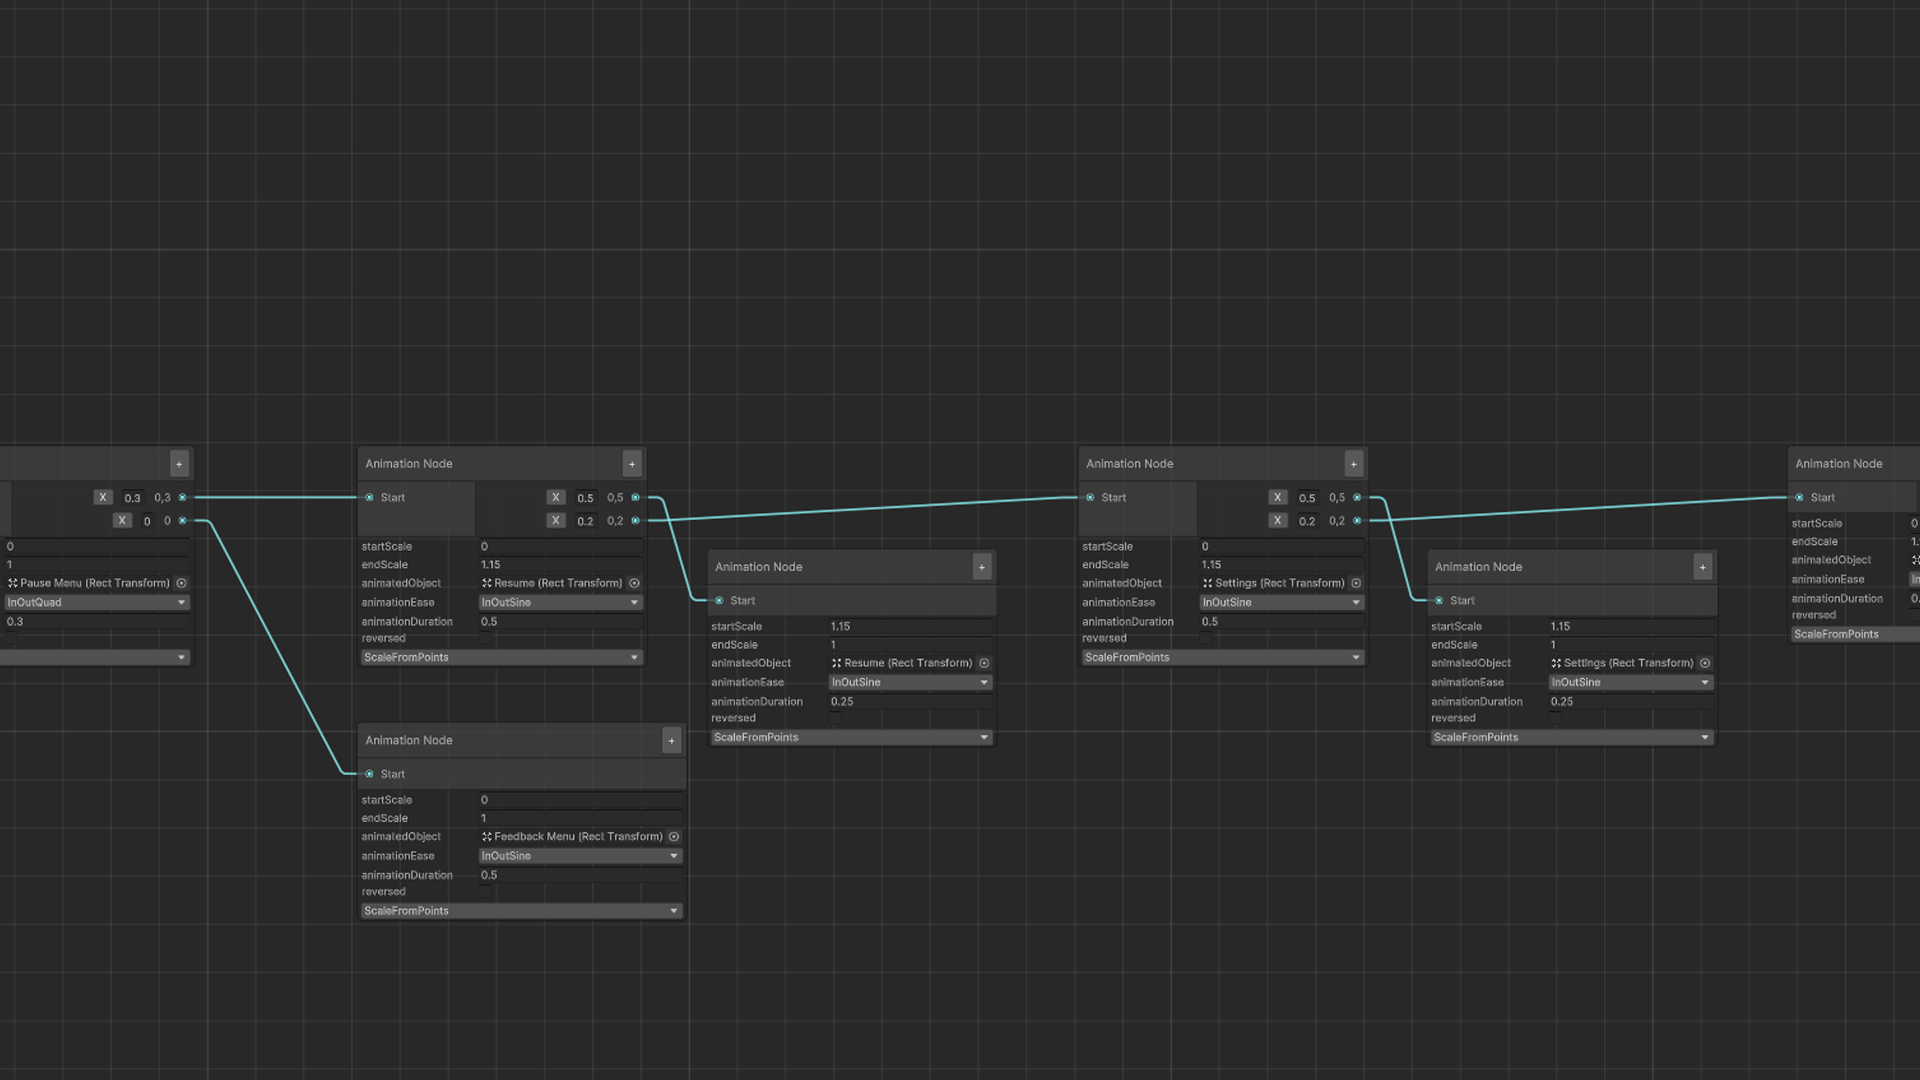 +
X 0.3 0,3
X 0 0
0
1
Pause Menu (Rect Transform)
InOutQuad
0.3
Animation Node +
Start
X 0.5 0,5
X 0.2 0,2
startScale 0
endScale 1.15
animatedObject Resume (Rect Transform)
animationEase InOutSine
animationDuration 0.5
reversed
ScaleFromPoints
Animation Node +
Start
startScale 0
endScale 1
animatedObject Feedback Menu (Rect Transform)
animationEase InOutSine
animationDuration 0.5
reversed
ScaleFromPoints
Animation Node +
Start
startScale 1.15
endScale 1
animatedObject Resume (Rect Transform)
animationEase InOutSine
animationDuration 0.25
reversed
ScaleFromPoints
Animation Node +
Start
X 0.5 0,5
X 0.2 0,2
startScale 0
endScale 1.15
animatedObject Settings (Rect Transform)
animationEase InOutSine
animationDuration 0.5
reversed
ScaleFromPoints
Animation Node +
Start
startScale 1.15
endScale 1
animatedObject Settings (Rect Transform)
animationEase InOutSine
animationDuration 0.25
reversed
ScaleFromPoints
Animation Node
Start
startScale 0
endScale 1.
animatedObject
animationEase In
animationDuration 0.
reversed
ScaleFromPoints